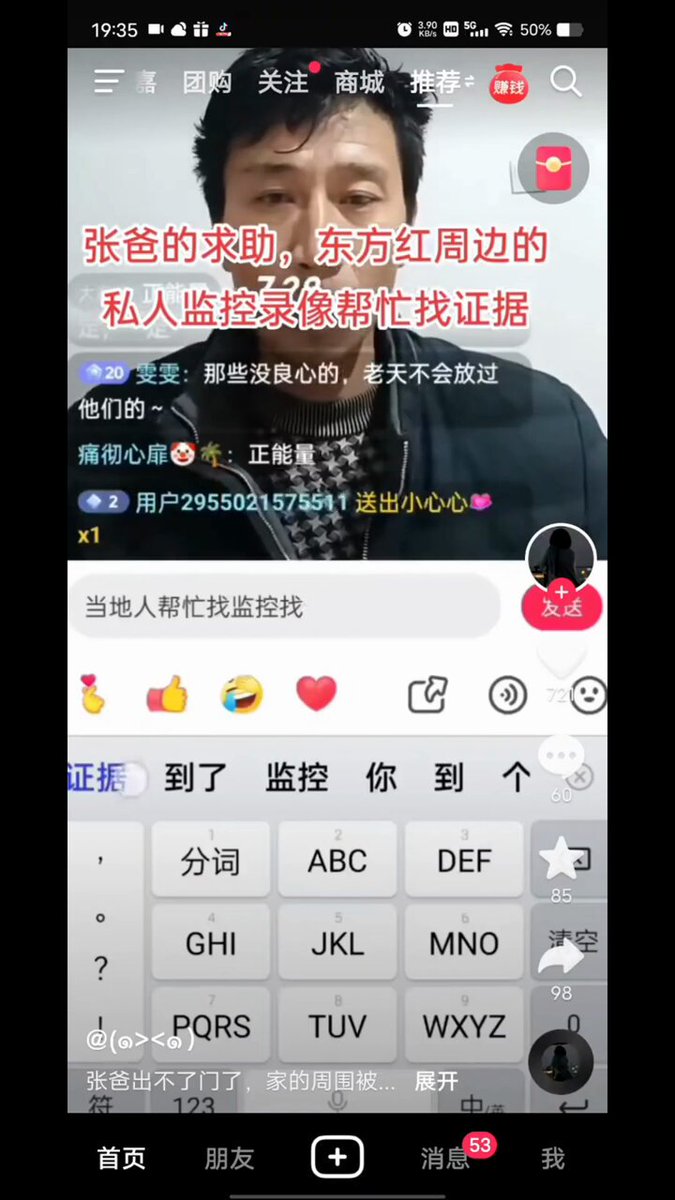 19:35
3.90
KB/s
HD
5G
50%
嘉 团购 关注 商城 推荐
赚钱
张爸的求助，东方红周边的
私人监控录像帮忙找证据
正能量
20 雯雯：那些没良心的，老天不会放过
他们的～
痛彻心扉🤡🌴：正能量
2 用户2955021575511 送出小心心💗
x1
当地人帮忙找监控找
发送
721
证据 到了 监控 你 到 个
60
，
1
分词
2
ABC
3
DEF
85
。
4
GHI
5
JKL
6
MNO
清空
？
98
7
PQRS
8
TUV
9
WXYZ
0
！
@(๑><๑)
张爸出不了门了，家的周围被... 展开
符 123 中/英
首页 朋友 消息 53 我